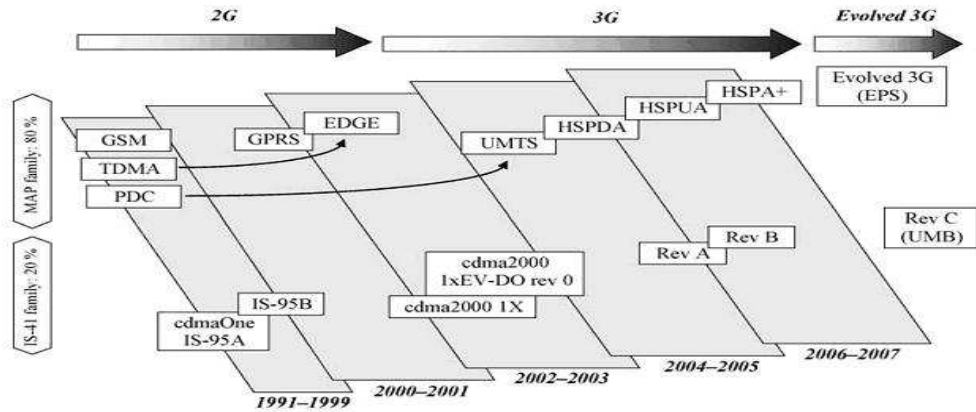 2G
3G
Evolved 3G
Evolved 3G
(EPS)
HSPA+
HSPUA
HSPDA
UMTS
EDGE
GPRS
GSM
TDMA
PDC
MAP family: 80 %
Rev C
(UMB)
Rev B
Rev A
cdma2000
1xEV-DO rev 0
cdma2000 1X
IS-95B
cdmaOne
IS-95A
IS-41 family: 20 %
1991–1999
2000–2001
2002–2003
2004–2005
2006–2007